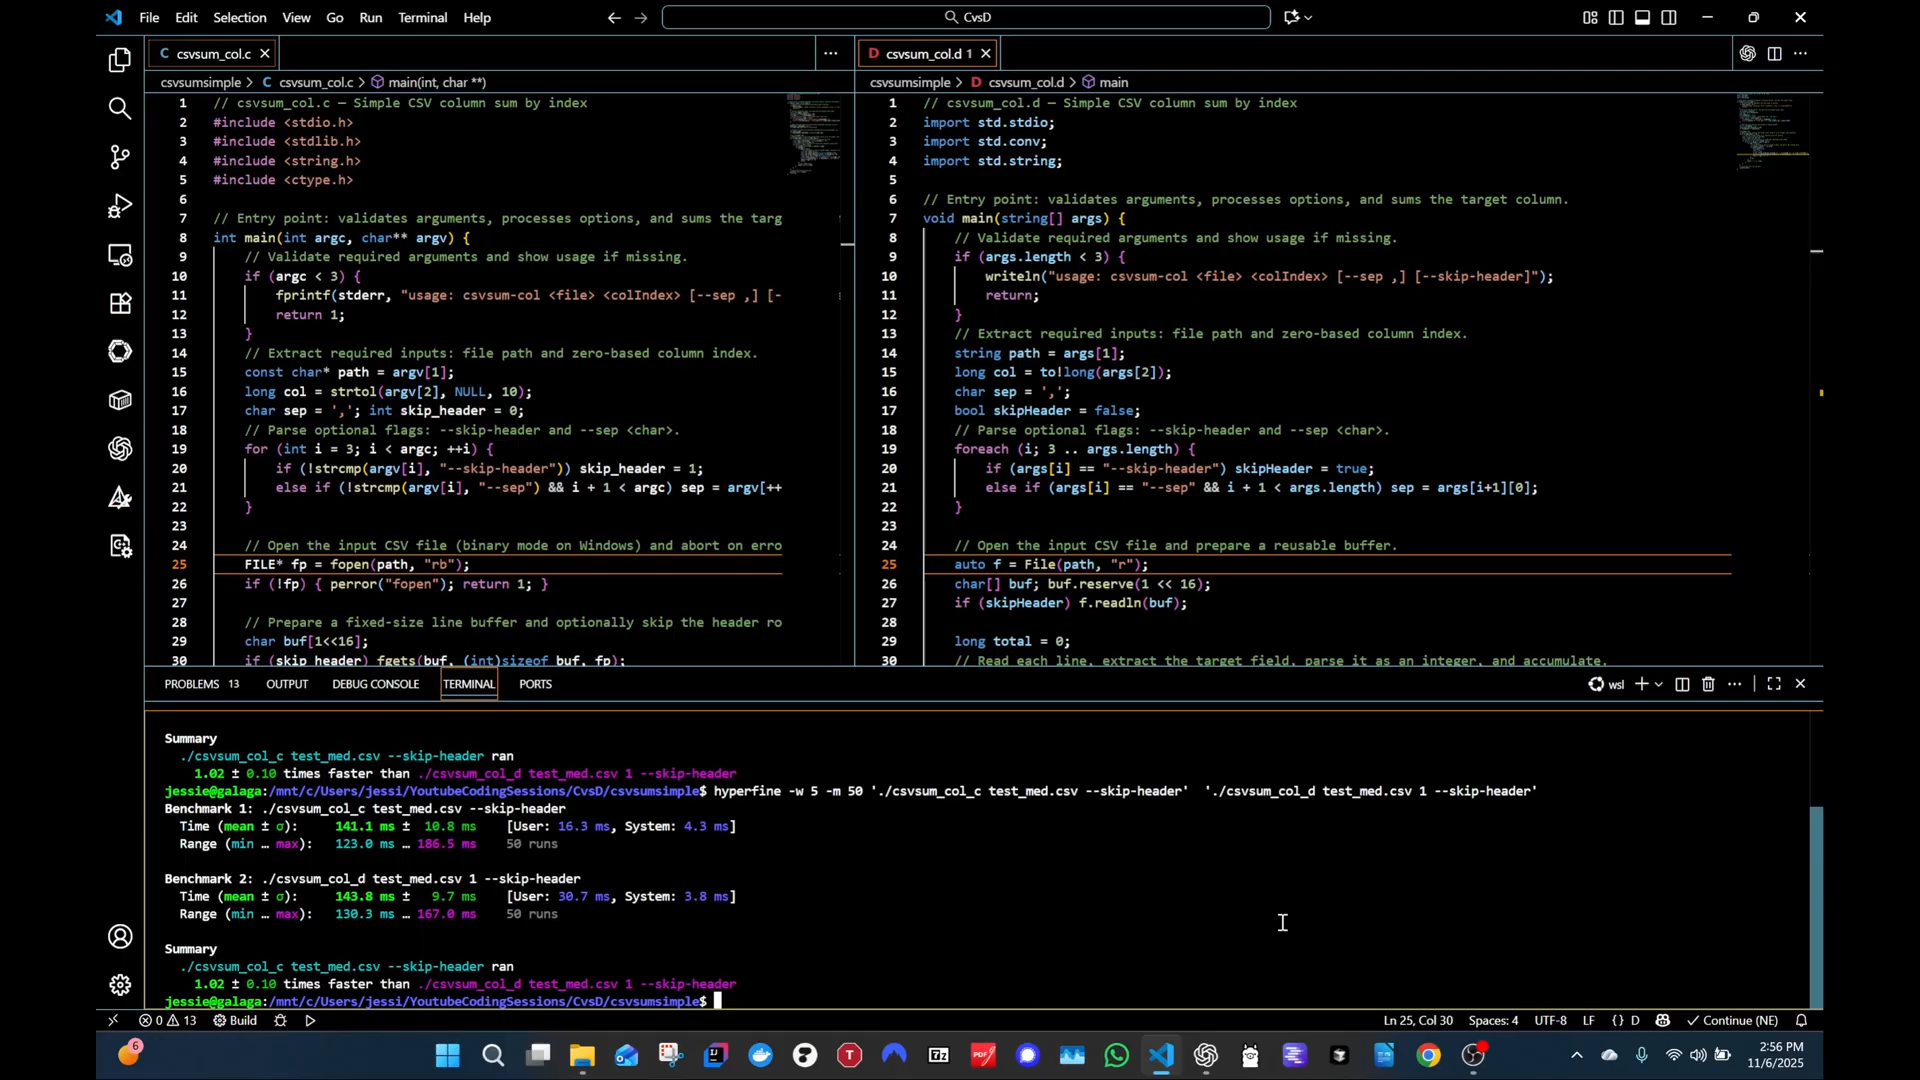 File Edit Selection View Go Run Terminal Help
CvsD
C csvsum_col.c
csvsumsimple > C csvsum_col.c > main(int, char **)
1 // csvsum_col.c — Simple CSV column sum by index
2 #include <stdio.h>
3 #include <stdlib.h>
4 #include <string.h>
5 #include <ctype.h>
6
7 // Entry point: validates arguments, processes options, and sums the targ
8 int main(int argc, char** argv) {
9 // Validate required arguments and show usage if missing.
10 if (argc < 3) {
11 fprintf(stderr, "usage: csvsum-col <file> <colIndex> [--sep ,] [-
12 return 1;
13 }
14 // Extract required inputs: file path and zero-based column index.
15 const char* path = argv[1];
16 long col = strtol(argv[2], NULL, 10);
17 char sep = ','; int skip_header = 0;
18 // Parse optional flags: --skip-header and --sep <char>.
19 for (int i = 3; i < argc; ++i) {
20 if (!strcmp(argv[i], "--skip-header")) skip_header = 1;
21 else if (!strcmp(argv[i], "--sep") && i + 1 < argc) sep = argv[++
22 }
23
24 // Open the input CSV file (binary mode on Windows) and abort on erro
25 FILE* fp = fopen(path, "rb");
26 if (!fp) { perror("fopen"); return 1; }
27
28 // Prepare a fixed-size line buffer and optionally skip the header ro
29 char buf[1<<16];
30 if (skip_header) fgets(buf, (int)sizeof buf, fp);
D csvsum_col.d 1
csvsumsimple > D csvsum_col.d > main
1 // csvsum_col.d — Simple CSV column sum by index
2 import std.stdio;
3 import std.conv;
4 import std.string;
5
6 // Entry point: validates arguments, processes options, and sums the target column.
7 void main(string[] args) {
8 // Validate required arguments and show usage if missing.
9 if (args.length < 3) {
10 writeln("usage: csvsum-col <file> <colIndex> [--sep ,] [--skip-header]");
11 return;
12 }
13 // Extract required inputs: file path and zero-based column index.
14 string path = args[1];
15 long col = to!long(args[2]);
16 char sep = ',';
17 bool skipHeader = false;
18 // Parse optional flags: --skip-header and --sep <char>.
19 foreach (i; 3 .. args.length) {
20 if (args[i] == "--skip-header") skipHeader = true;
21 else if (args[i] == "--sep" && i + 1 < args.length) sep = args[i+1][0];
22 }
23
24 // Open the input CSV file and prepare a reusable buffer.
25 auto f = File(path, "r");
26 char[] buf; buf.reserve(1 << 16);
27 if (skipHeader) f.readln(buf);
28
29 long total = 0;
30 // Read each line, extract the target field, parse it as an integer, and accumulate.
PROBLEMS 13 OUTPUT DEBUG CONSOLE TERMINAL PORTS
wsl
Summary
./csvsum_col_c test_med.csv --skip-header ran
1.02 ± 0.10 times faster than ./csvsum_col_d test_med.csv 1 --skip-header
jessie@galaga:/mnt/c/Users/jessi/YoutubeCodingSessions/CvsD/csvsumsimple$ hyperfine -w 5 -m 50 './csvsum_col_c test_med.csv --skip-header' './csvsum_col_d test_med.csv 1 --skip-header'
Benchmark 1: ./csvsum_col_c test_med.csv --skip-header
Time (mean ± σ): 141.1 ms ± 10.8 ms [User: 16.3 ms, System: 4.3 ms]
Range (min … max): 123.0 ms … 186.5 ms 50 runs
Benchmark 2: ./csvsum_col_d test_med.csv 1 --skip-header
Time (mean ± σ): 143.8 ms ± 9.7 ms [User: 30.7 ms, System: 3.8 ms]
Range (min … max): 130.3 ms … 167.0 ms 50 runs
Summary
./csvsum_col_c test_med.csv --skip-header ran
1.02 ± 0.10 times faster than ./csvsum_col_d test_med.csv 1 --skip-header
jessie@galaga:/mnt/c/Users/jessi/YoutubeCodingSessions/CvsD/csvsumsimple$
0 13 Build
Ln 25, Col 30 Spaces: 4 UTF-8 LF {} D Continue (NE)
6
T
7z
PDF
2:56 PM
11/6/2025